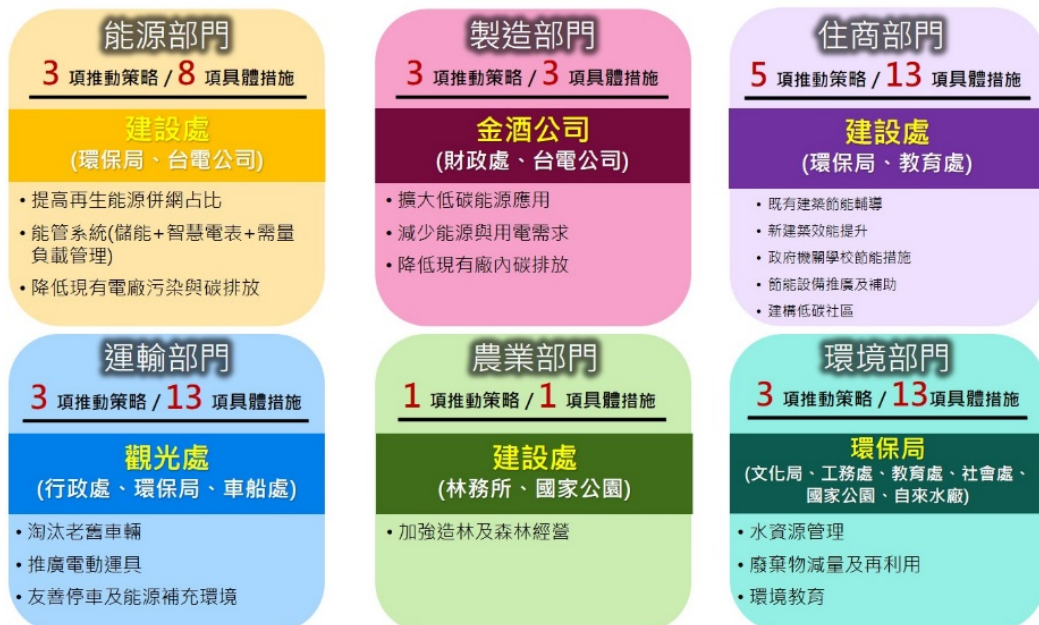 能源部門
3 項推動策略 / 8 項具體措施
建設處
(環保局、台電公司)
• 提高再生能源併網占比
• 能管系統(儲能+智慧電表+需量
負載管理)
• 降低現有電廠污染與碳排放
製造部門
3 項推動策略 / 3 項具體措施
金酒公司
(財政處、台電公司)
• 擴大低碳能源應用
• 減少能源與用電需求
• 降低現有廠內碳排放
住商部門
5 項推動策略 / 13 項具體措施
建設處
(環保局、教育處)
• 既有建築節能輔導
• 新建築效能提升
• 政府機關學校節能措施
• 節能設備推廣及補助
• 建構低碳社區
運輸部門
3 項推動策略 / 13 項具體措施
觀光處
(行政處、環保局、車船處)
• 淘汰老舊車輛
• 推廣電動運具
• 友善停車及能源補充環境
農業部門
1 項推動策略 / 1 項具體措施
建設處
(林務所、國家公園)
• 加強造林及森林經營
環境部門
3 項推動策略 / 13項具體措施
環保局
(文化局、工務處、教育處、社會處、
國家公園、自來水廠)
• 水資源管理
• 廢棄物減量及再利用
• 環境教育